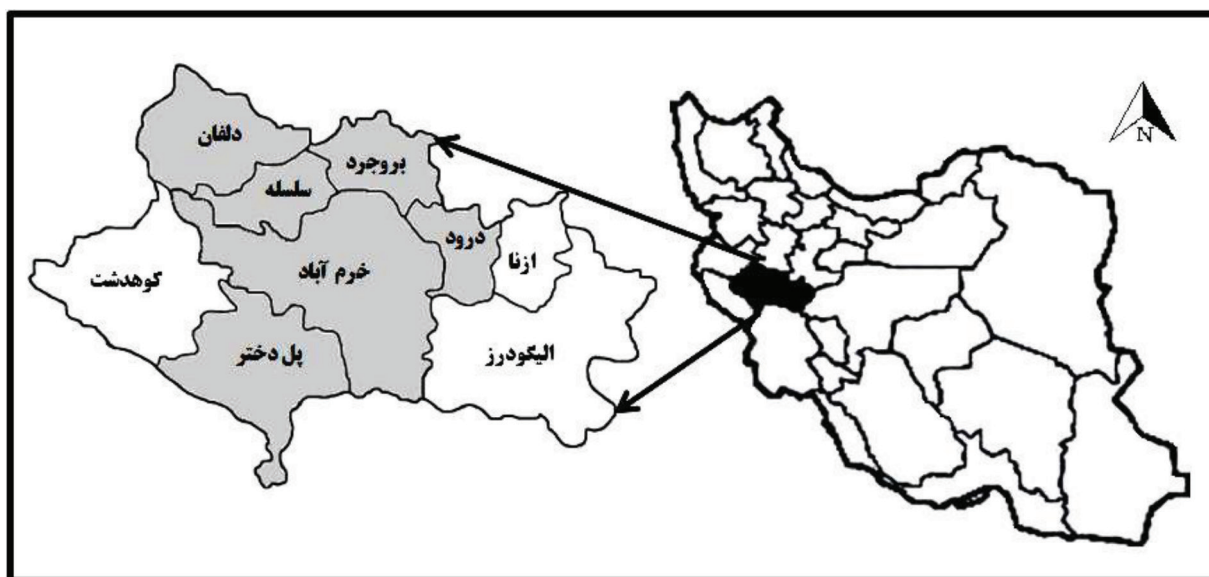 دلفان
بروجرد
سلسله
درود
ازنا
خرم آباد
کوهدشت
الیگودرز
پل دختر
N